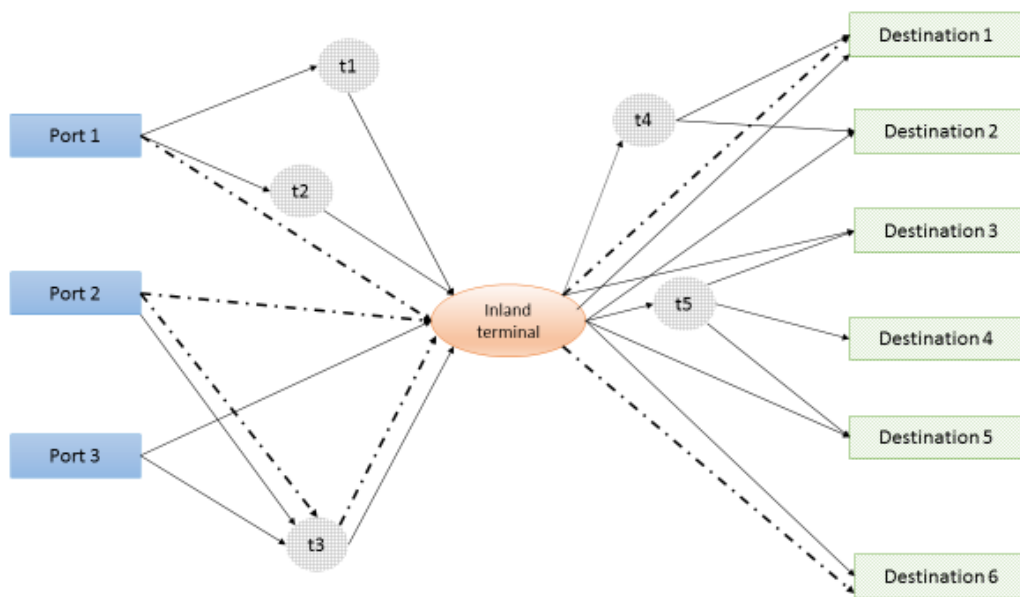 Port 1
Port 2
Port 3
t1
t2
t3
Inland
terminal
t4
t5
Destination 1
Destination 2
Destination 3
Destination 4
Destination 5
Destination 6